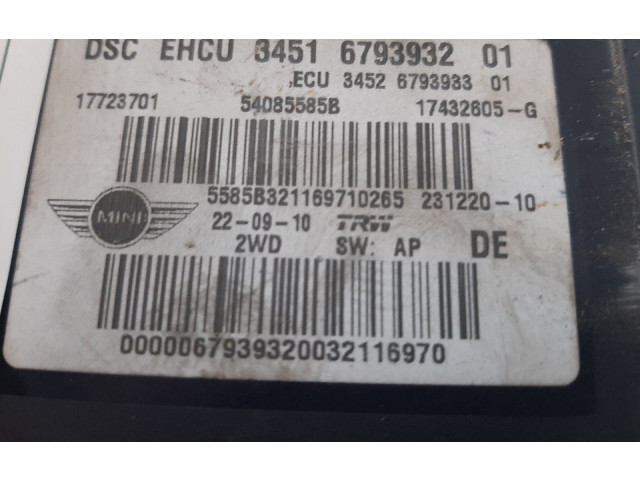 DSC EHCU 3451 6793932 01
ECU 3452 6793933 01
17723701 54085585B 17432605-G
5585B321169710265 231220-10
MINI 22-09-10 TRW
2WD SW: AP DE
0000067939320032116970